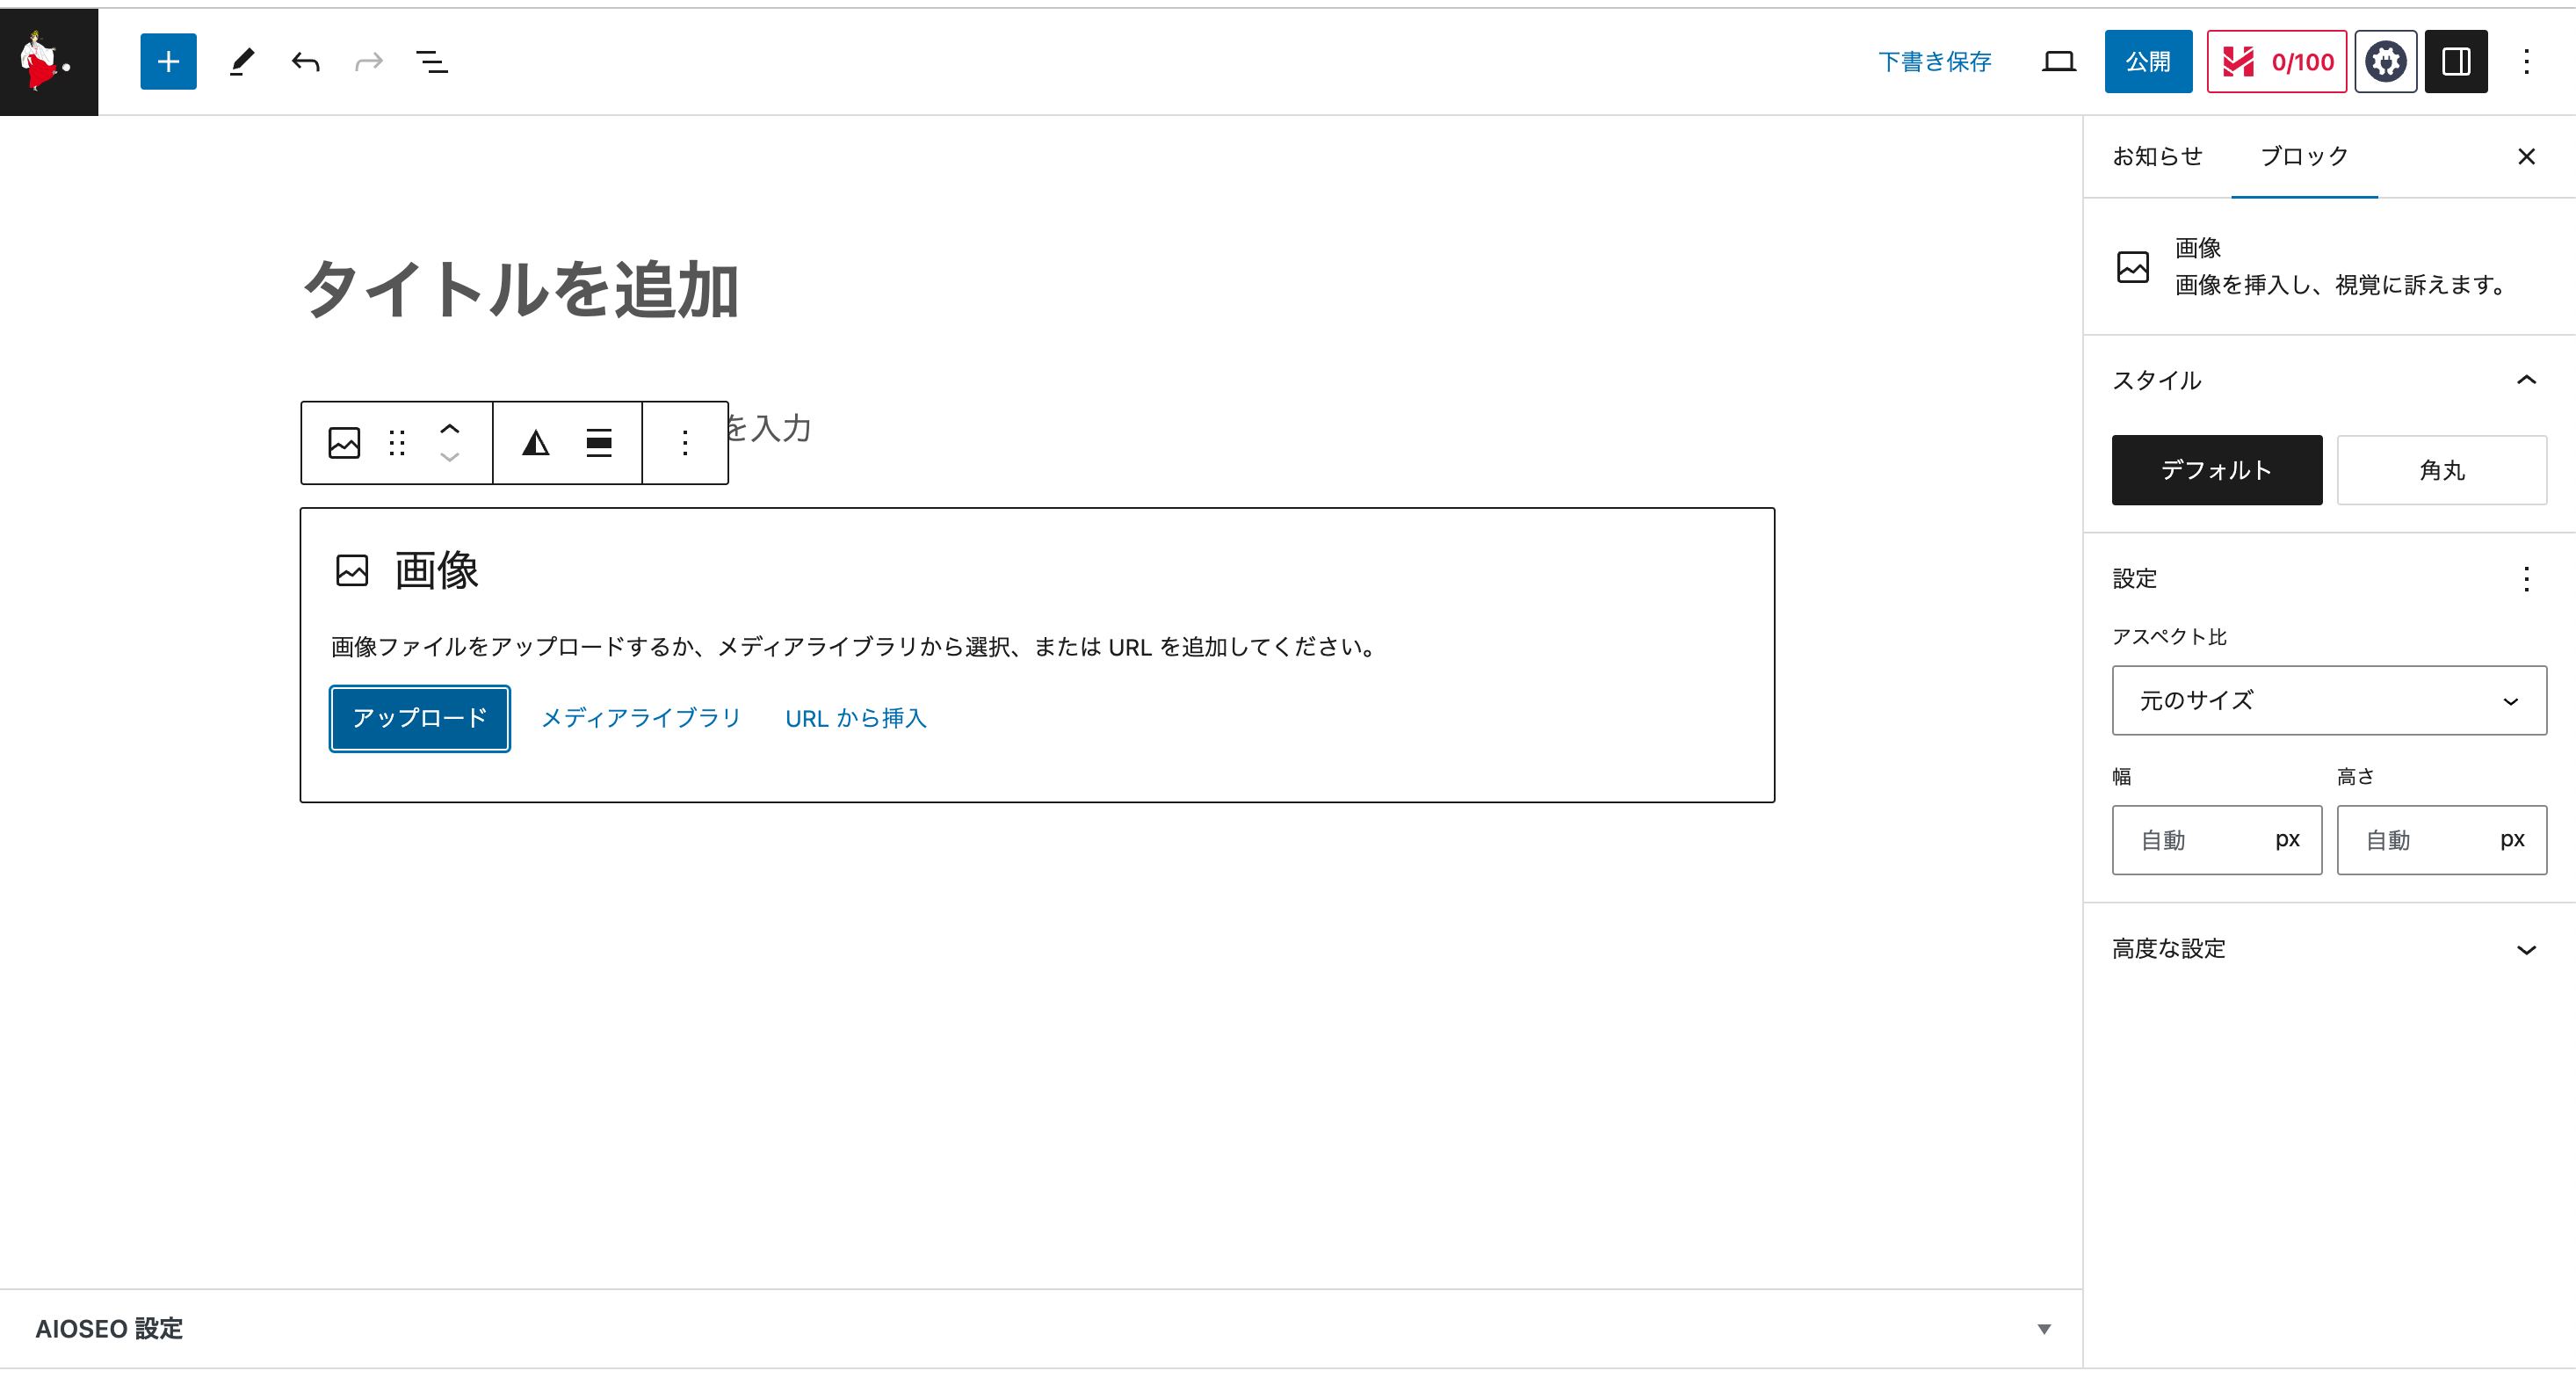 下書き保存
公開
0/100
お知らせ
ブロック
タイトルを追加
を入力
画像
画像ファイルをアップロードするか、メディアライブラリから選択、または URL を追加してください。
アップロード
メディアライブラリ
URL から挿入
画像
画像を挿入し、視覚に訴えます。
スタイル
デフォルト
角丸
設定
アスペクト比
元のサイズ
幅
高さ
自動 px
自動 px
高度な設定
AIOSEO 設定